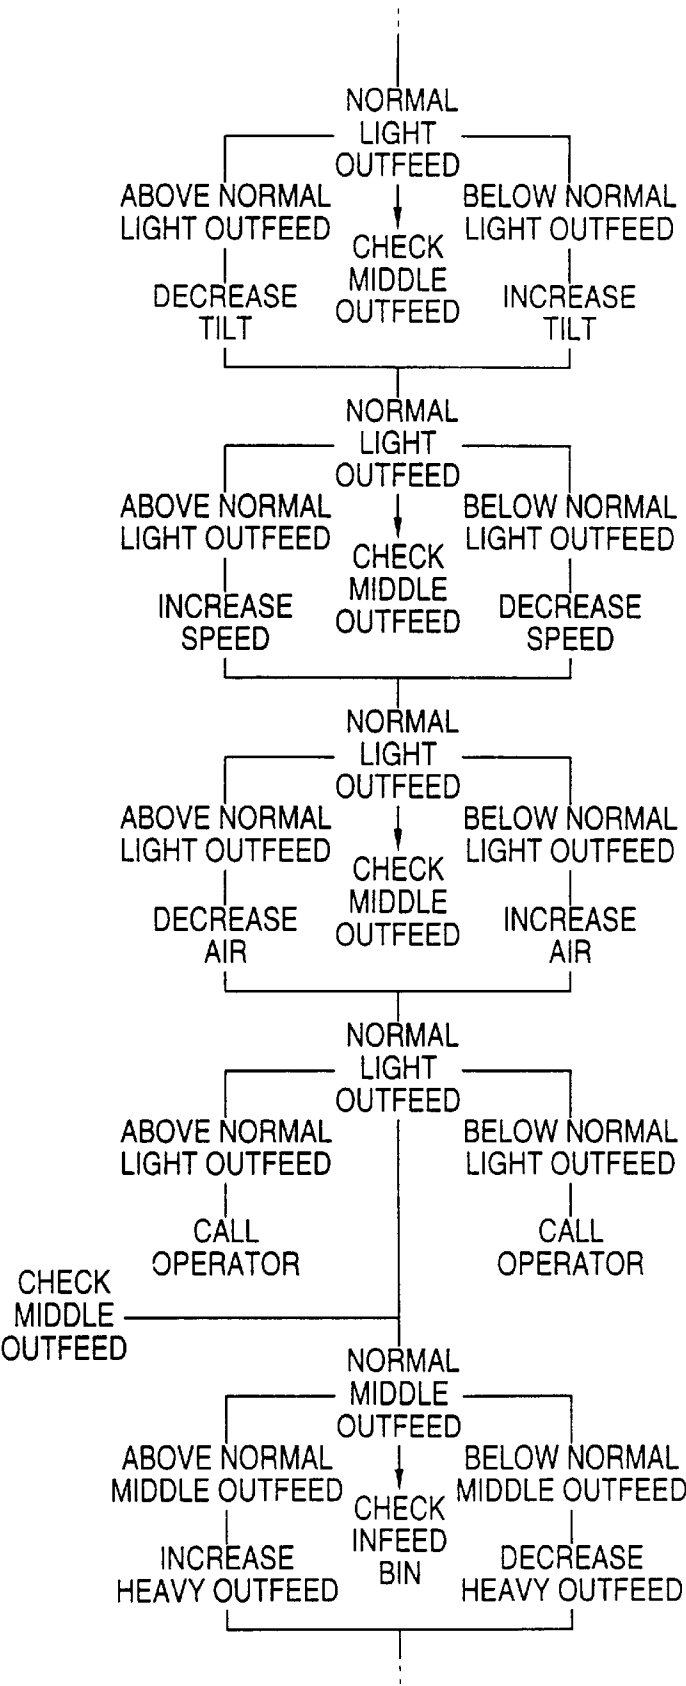 NORMAL
LIGHT
OUTFEED
ABOVE NORMAL
LIGHT OUTFEED
DECREASE
TILT
CHECK
MIDDLE
OUTFEED
BELOW NORMAL
LIGHT OUTFEED
INCREASE
TILT
NORMAL
LIGHT
OUTFEED
ABOVE NORMAL
LIGHT OUTFEED
INCREASE
SPEED
CHECK
MIDDLE
OUTFEED
BELOW NORMAL
LIGHT OUTFEED
DECREASE
SPEED
NORMAL
LIGHT
OUTFEED
ABOVE NORMAL
LIGHT OUTFEED
DECREASE
AIR
CHECK
MIDDLE
OUTFEED
BELOW NORMAL
LIGHT OUTFEED
INCREASE
AIR
NORMAL
LIGHT
OUTFEED
ABOVE NORMAL
LIGHT OUTFEED
CALL
OPERATOR
BELOW NORMAL
LIGHT OUTFEED
CALL
OPERATOR
CHECK
MIDDLE
OUTFEED
NORMAL
MIDDLE
OUTFEED
ABOVE NORMAL
MIDDLE OUTFEED
INCREASE
HEAVY OUTFEED
CHECK
INFEED
BIN
BELOW NORMAL
MIDDLE OUTFEED
DECREASE
HEAVY OUTFEED